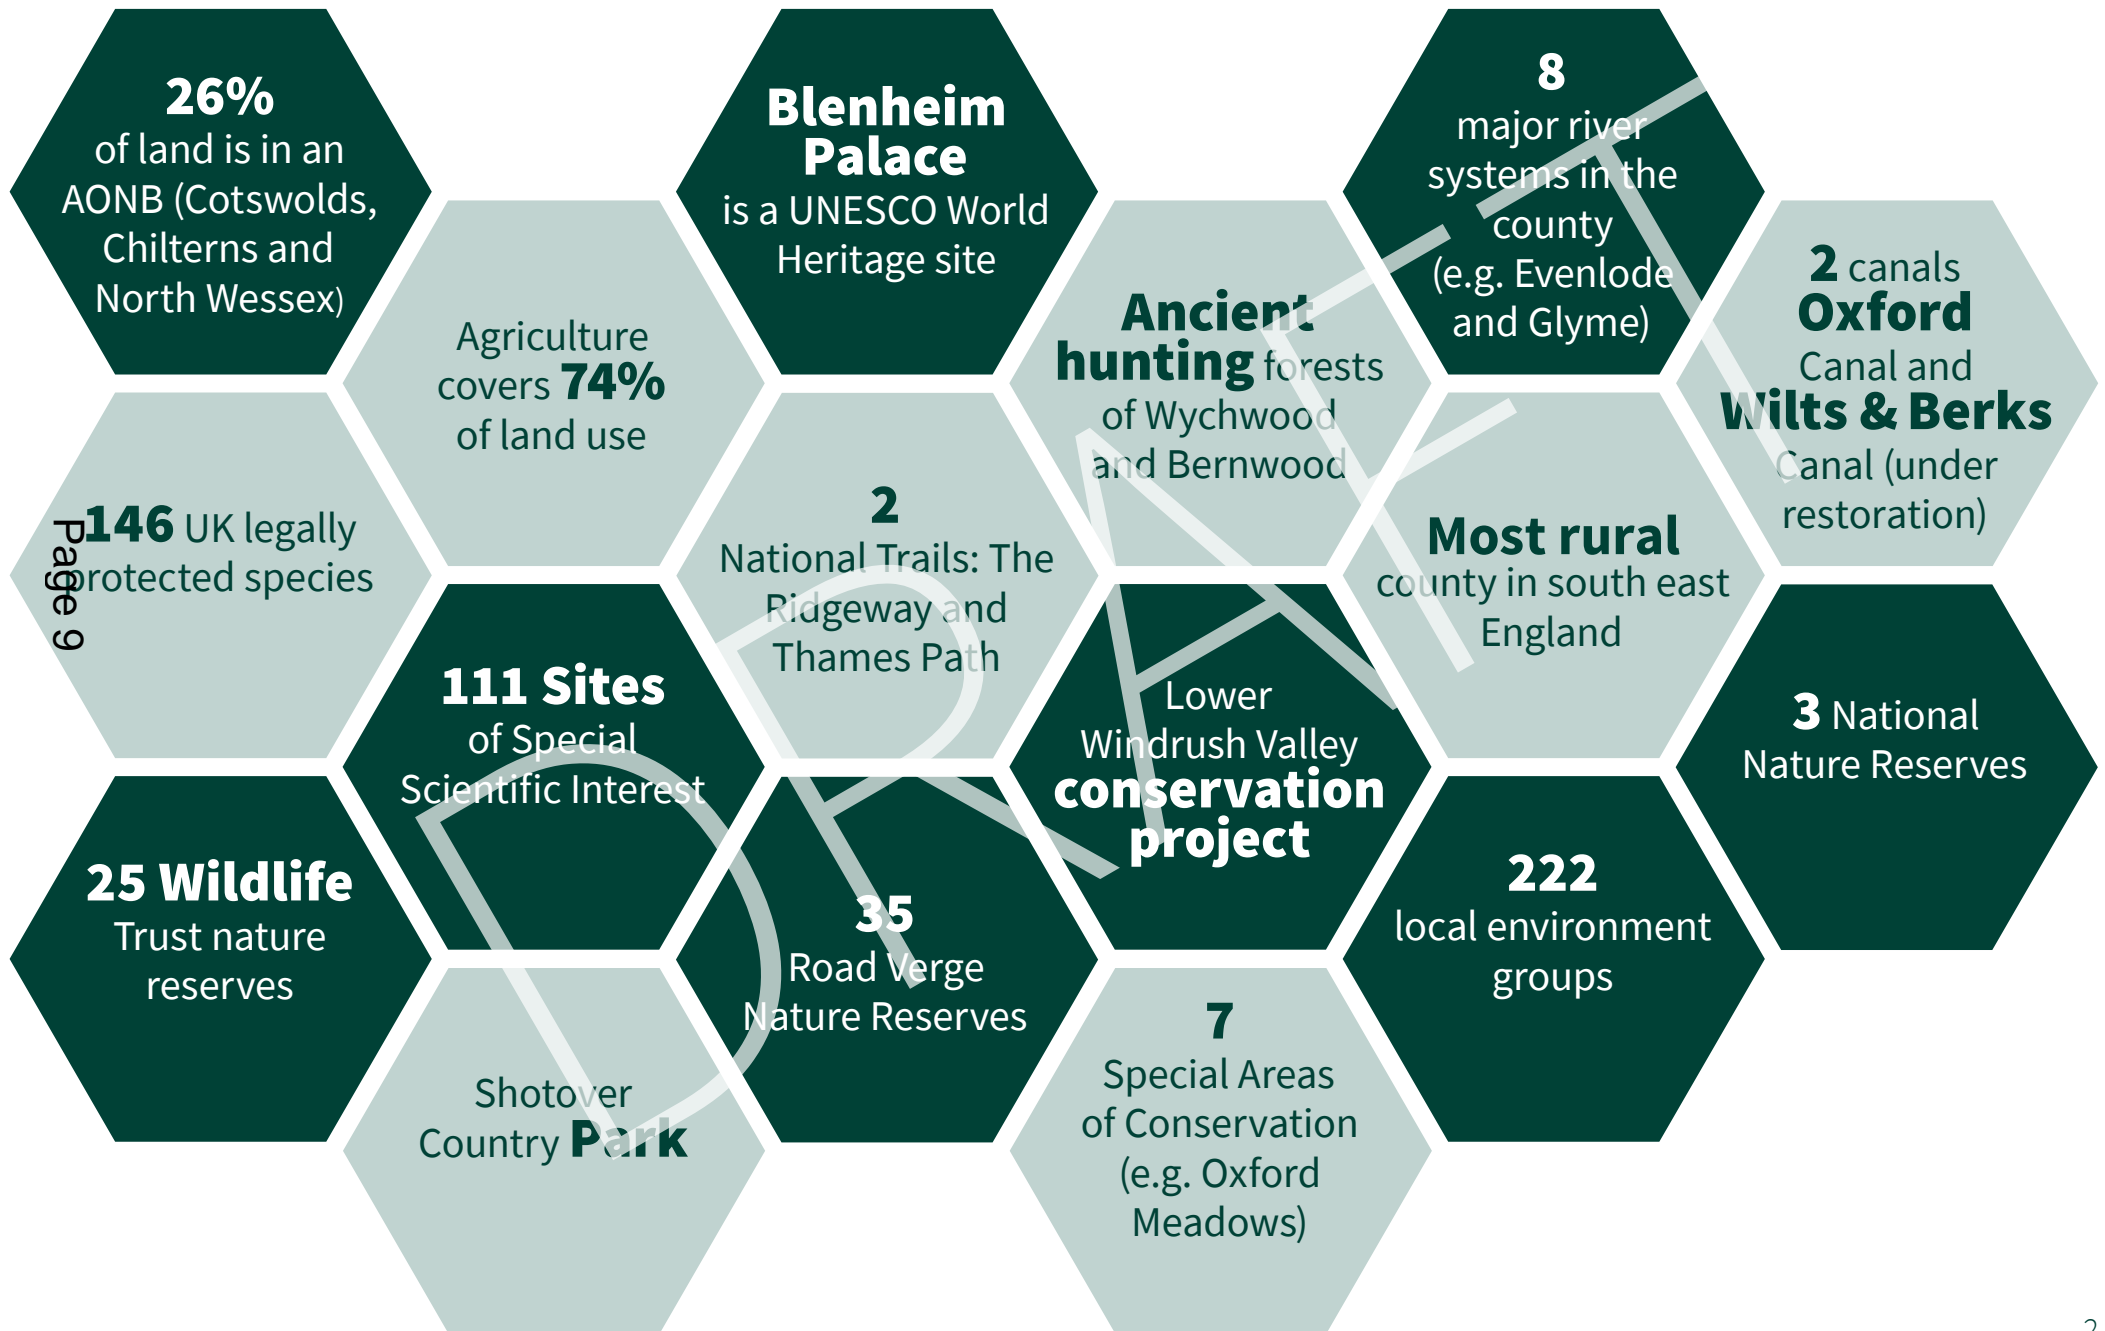 26%
of land is in an
AONB (Cotswolds,
Chilterns and
North Wessex)
Agriculture
covers 74%
of land use
Blenheim
Palace
is a UNESCO World
Heritage site
Ancient
hunting forests
of Wychwood
and Bernwood
8
major river
systems in the
county
(e.g. Evenlode
and Glyme)
2 canals
Oxford
Canal and
Wilts & Berks
Canal (under
restoration)
146 UK legally
protected species
Page 9
111 Sites
of Special
Scientific Interest
2
National Trails: The
Ridgeway and
Thames Path
Lower
Windrush Valley
conservation
project
Most rural
county in south east
England
3 National
Nature Reserves
25 Wildlife
Trust nature
reserves
Shotover
Country Park
35
Road Verge
Nature Reserves
7
Special Areas
of Conservation
(e.g. Oxford
Meadows)
222
local environment
groups
DRAFT
2